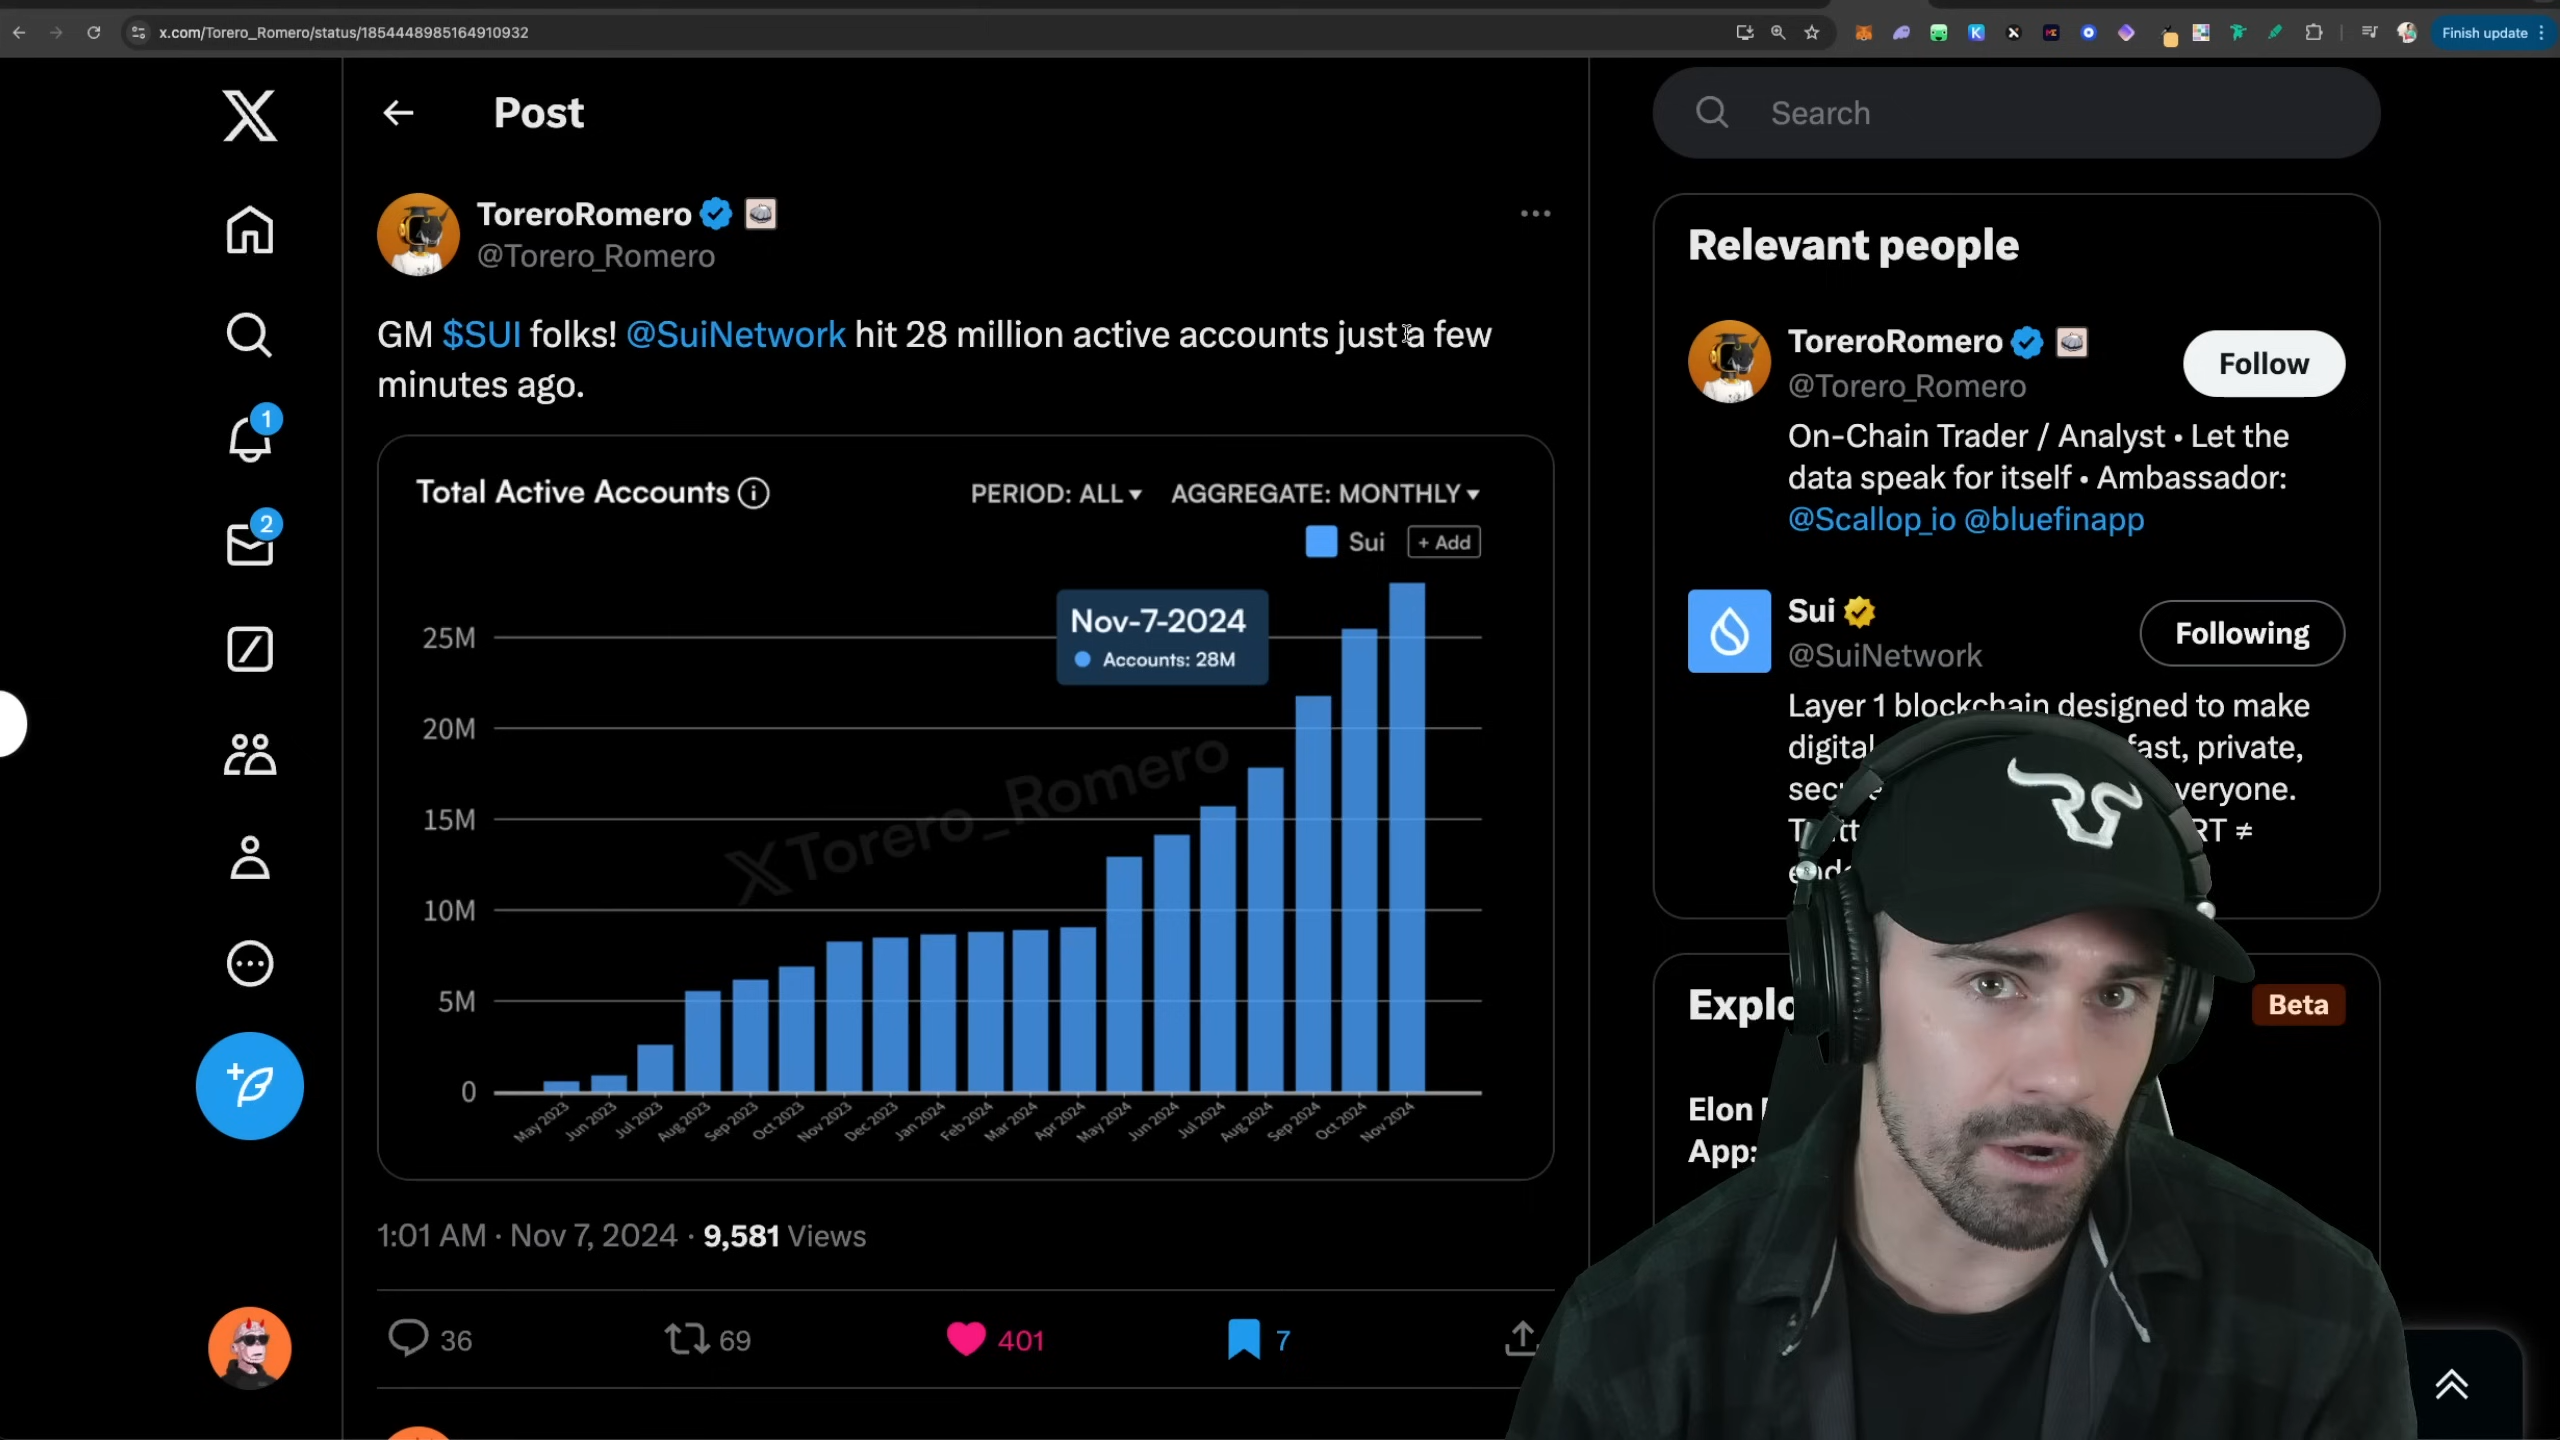 x.com/Torero_Romero/status/1854448985164910932
Finish update
Post
Search
ToreroRomero
@Torero_Romero
GM $SUI folks! @SuiNetwork hit 28 million active accounts just a few
minutes ago.
Total Active Accounts
PERIOD: ALL
AGGREGATE: MONTHLY
Sui
+ Add
Nov-7-2024
Accounts: 28M
25M
20M
15M
10M
5M
0
X Torero_Romero
May 2023
Jun 2023
Jul 2023
Aug 2023
Sep 2023
Oct 2023
Nov 2023
Dec 2023
Jan 2024
Feb 2024
Mar 2024
Apr 2024
May 2024
Jun 2024
Jul 2024
Aug 2024
Sep 2024
Oct 2024
Nov 2024
1:01 AM · Nov 7, 2024 · 9,581 Views
36
69
401
7
1
2
Relevant people
ToreroRomero
@Torero_Romero
Follow
On-Chain Trader / Analyst • Let the
data speak for itself • Ambassador:
@Scallop_io @bluefinapp
Sui
@SuiNetwork
Following
Layer 1 blockchain designed to make
digital fast, private,
everyone.
RT ≠
Beta
Elon
App: